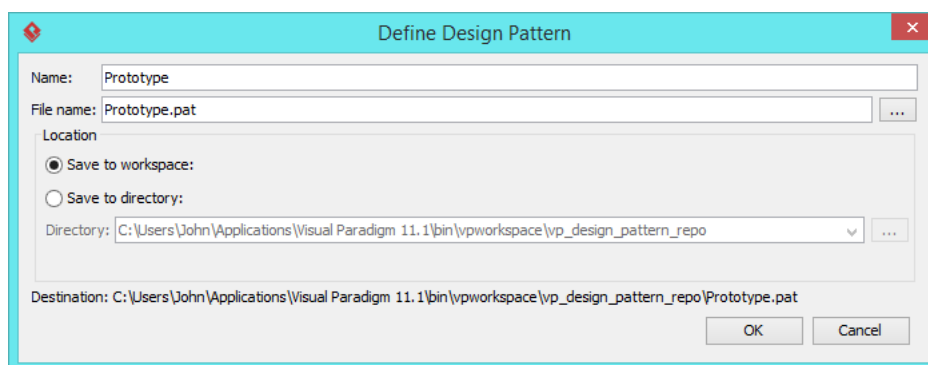 Define Design Pattern
Name: Prototype
File name: Prototype.pat ...
Location
Save to workspace:
Save to directory:
Directory: C:\Users\John\Applications\Visual Paradigm 11.1\bin\vpworkspace\vp_design_pattern_repo ...
Destination: C:\Users\John\Applications\Visual Paradigm 11.1\bin\vpworkspace\vp_design_pattern_repo\Prototype.pat
OK Cancel